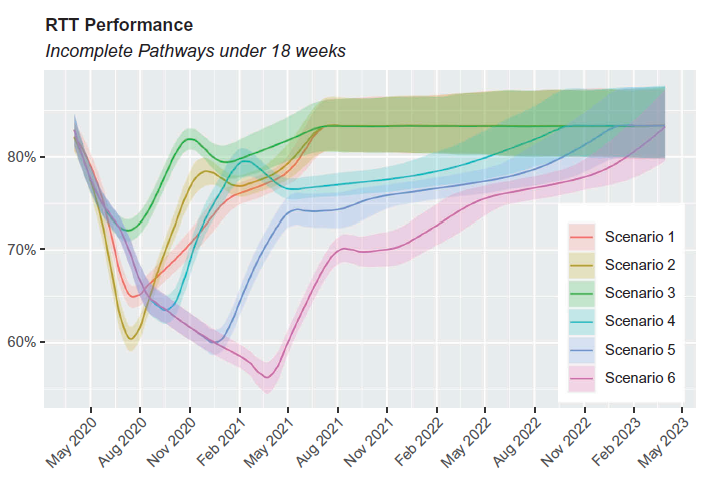 RTT Performance
Incomplete Pathways under 18 weeks
80%
70%
60%
Scenario 1
Scenario 2
Scenario 3
Scenario 4
Scenario 5
Scenario 6
May 2020
Aug 2020
Nov 2020
Feb 2021
May 2021
Aug 2021
Nov 2021
Feb 2022
May 2022
Aug 2022
Nov 2022
Feb 2023
May 2023